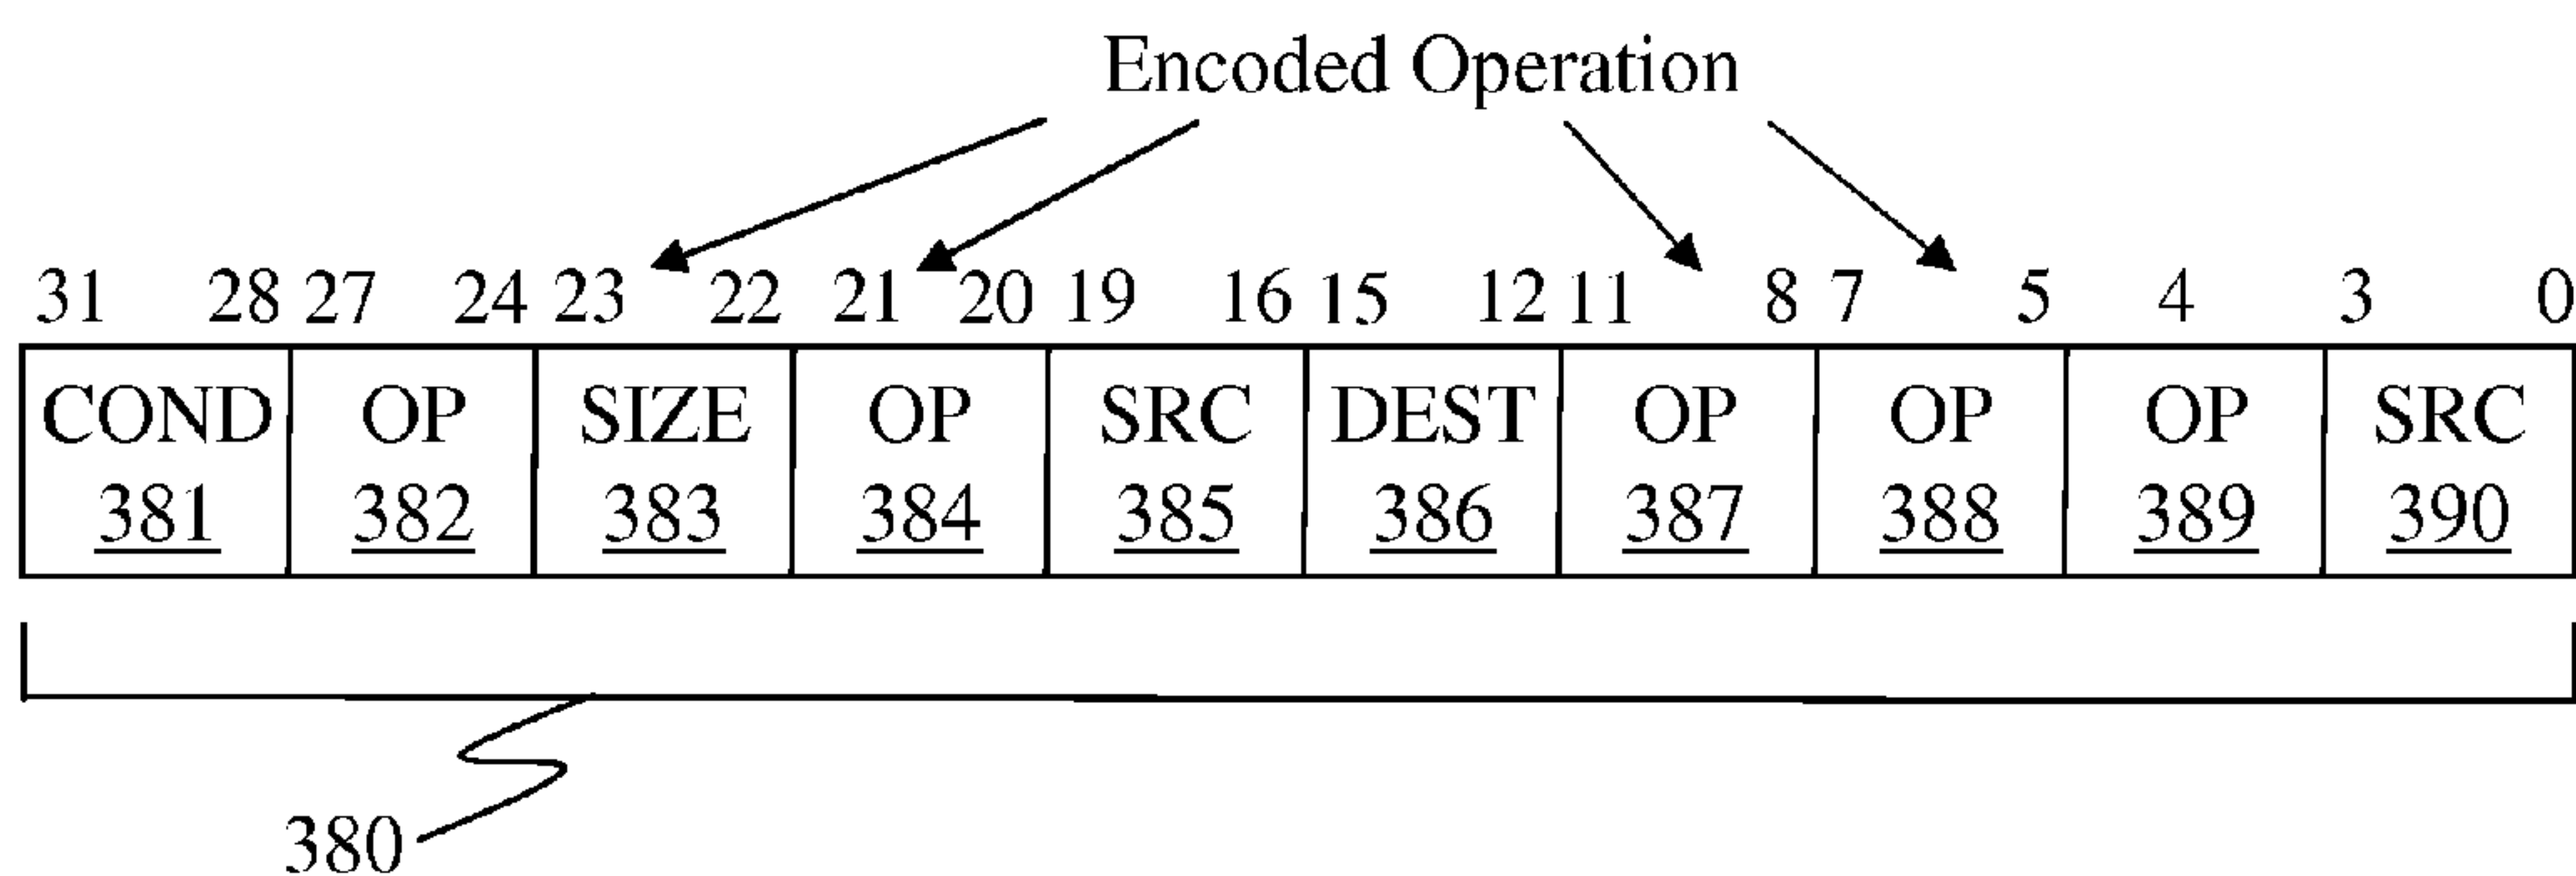 Encoded Operation
31 28 27 24 23 22 21 20 19 16 15 12 11 8 7 5 4 3 0
COND OP SIZE OP SRC DEST OP OP OP SRC
381 382 383 384 385 386 387 388 389 390
380